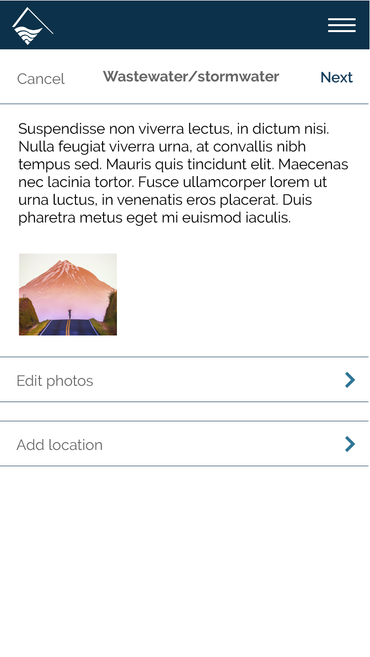 Cancel Wastewater/stormwater Next
Suspendisse non viverra lectus, in dictum nisi.
Nulla feugiat viverra urna, at convallis nibh
tempus sed. Mauris quis tincidunt elit. Maecenas
nec lacinia tortor. Fusce ullamcorper lorem ut
urna luctus, in venenatis eros placerat. Duis
pharetra metus eget mi euismod iaculis.
Edit photos
Add location